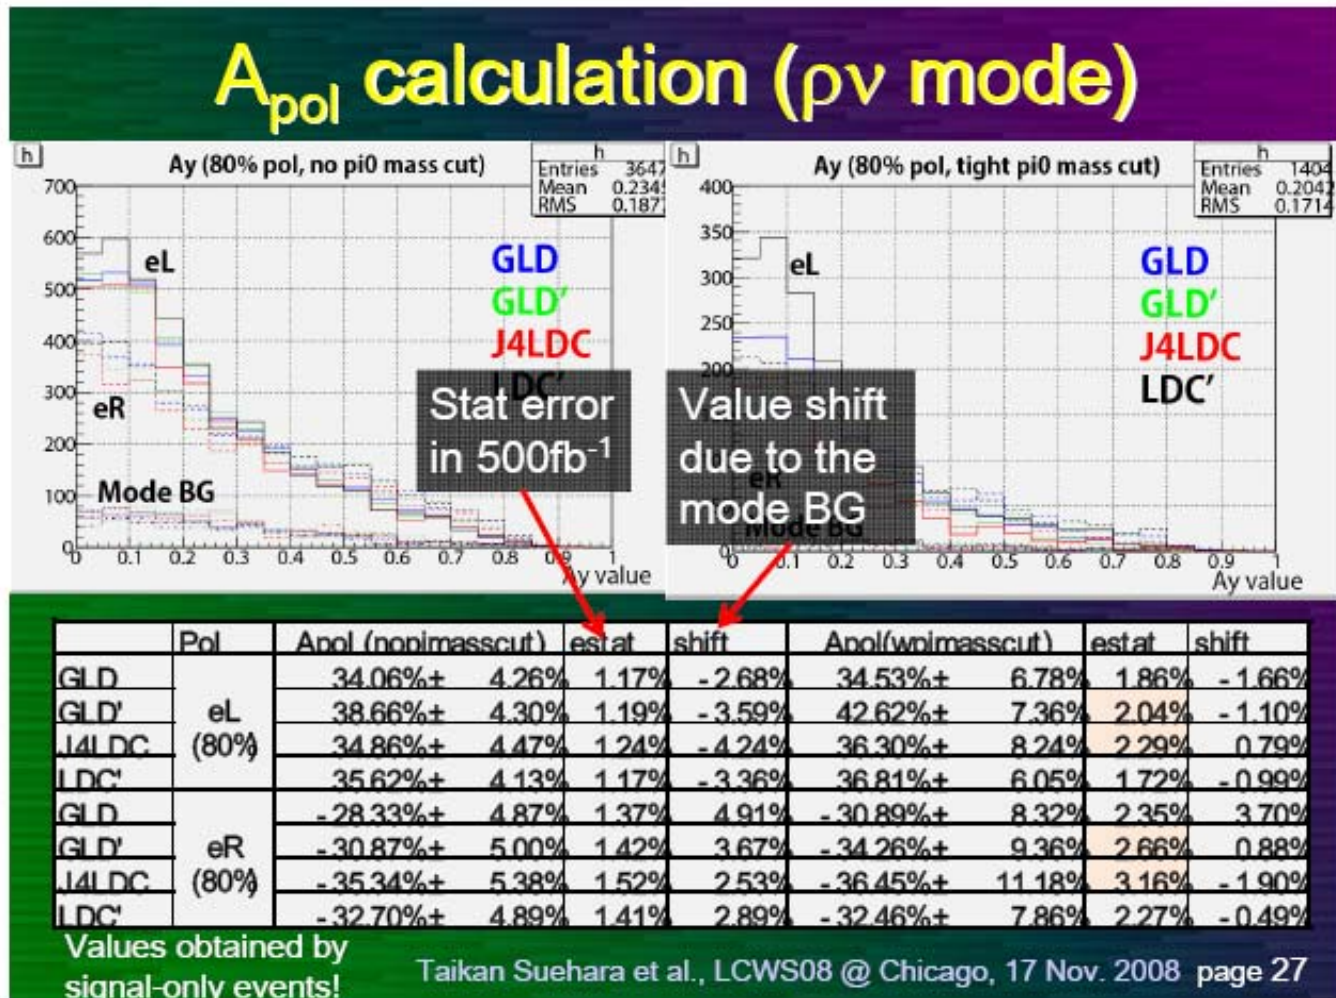 Apol calculation (ρν mode)
h
Ay (80% pol, no pi0 mass cut)
h
Entries 3647
Mean 0.2345
RMS 0.187
700
600
500
400
300
200
100
0
0.1
0.2
0.3
0.4
0.5
0.6
0.7
0.8
0.9
1
Ay value
eL
eR
Mode BG
GLD
GLD'
J4LDC
LDC'
Stat error
in 500fb-1
h
Ay (80% pol, tight pi0 mass cut)
h
Entries 1404
Mean 0.2042
RMS 0.1714
400
350
300
250
200
0
0.1
0.2
0.3
0.4
0.5
0.6
0.7
0.8
0.9
1
Ay value
eL
eR
Mode BG
GLD
GLD'
J4LDC
LDC'
Value shift
due to the
mode BG
Pol Apol (nopimasscut) estat shift Apol(wpimasscut) estat shift
GLD 34.06%± 4.26% 1.17% -2.68% 34.53%± 6.78% 1.86% -1.66%
GLD' eL 38.66%± 4.30% 1.19% -3.59% 42.62%± 7.36% 2.04% -1.10%
J4LDC (80%) 34.86%± 4.47% 1.24% -4.24% 36.30%± 8.24% 2.29% 0.79%
LDC' 35.62%± 4.13% 1.17% -3.36% 36.81%± 6.05% 1.72% -0.99%
GLD -28.33%± 4.87% 1.37% 4.91% -30.89%± 8.32% 2.35% 3.70%
GLD' eR -30.87%± 5.00% 1.42% 3.67% -34.26%± 9.36% 2.66% 0.88%
J4LDC (80%) -35.34%± 5.38% 1.52% 2.53% -36.45%± 11.18% 3.16% -1.90%
LDC' -32.70%± 4.89% 1.41% 2.89% -32.46%± 7.86% 2.27% -0.49%
Values obtained by
signal-only events!
Taikan Suehara et al., LCWS08 @ Chicago, 17 Nov. 2008 page 27